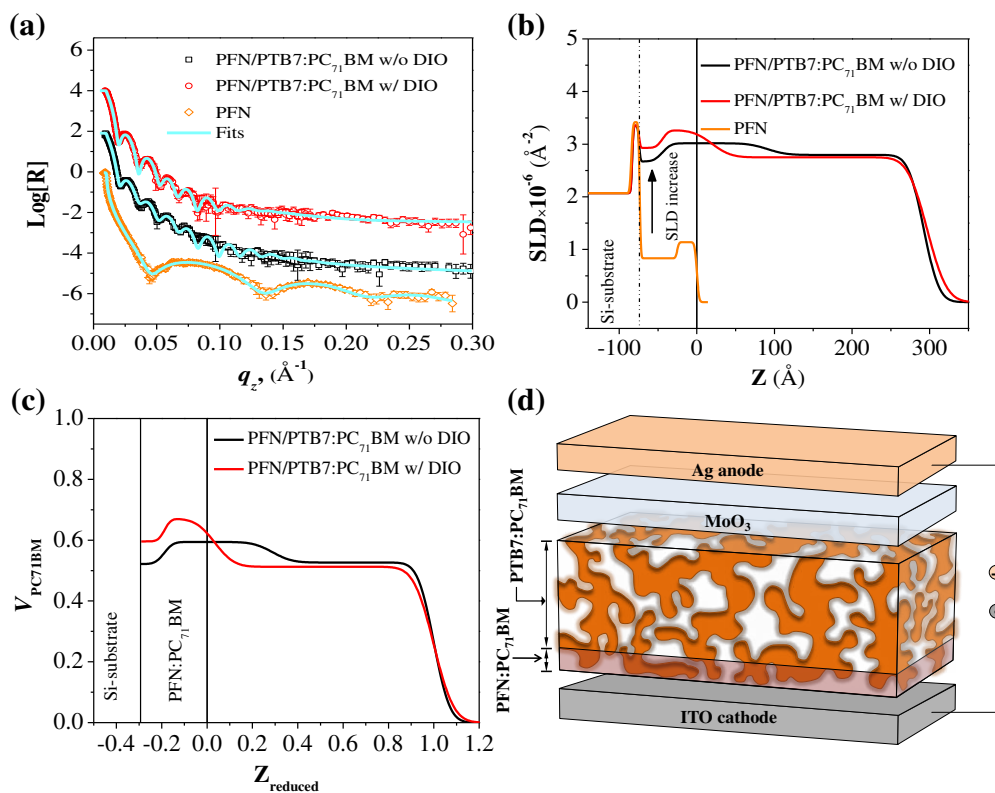 (a)
PFN/PTB7:PC71BM w/o DIO
PFN/PTB7:PC71BM w/ DIO
PFN
Fits
Log[R]
6
4
2
0
-2
-4
-6
0.00 0.05 0.10 0.15 0.20 0.25 0.30
qz, (Å-1)
(b)
PFN/PTB7:PC71BM w/o DIO
PFN/PTB7:PC71BM w/ DIO
PFN
SLD×10-6 (Å-2)
5
4
3
2
1
0
Si-substrate
SLD increase
-100 0 100 200 300
Z (Å)
(c)
PFN/PTB7:PC71BM w/o DIO
PFN/PTB7:PC71BM w/ DIO
VPC71BM
1.0
0.8
0.6
0.4
0.2
0.0
Si-substrate
PFN:PC71BM
-0.4 -0.2 0.0 0.2 0.4 0.6 0.8 1.0 1.2
Zreduced
(d)
Ag anode
MoO3
PTB7:PC71BM
PFN:PC71BM
ITO cathode